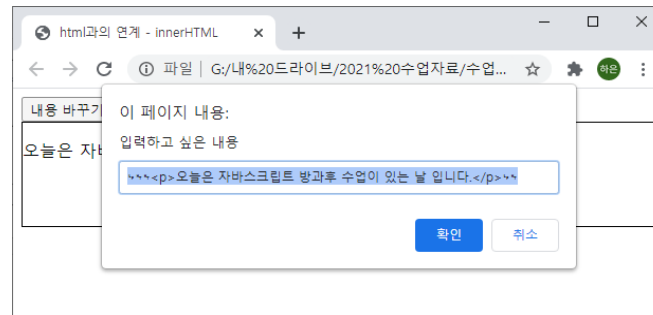 html과의 연계 - innerHTML
파일 | G:/내%20드라이브/2021%20수업자료/수업...
하은
내용 바꾸기
이 페이지 내용:
오늘은 자바
입력하고 싶은 내용
<p>오늘은 자바스크립트 방과후 수업이 있는 날 입니다.</p>
확인 취소